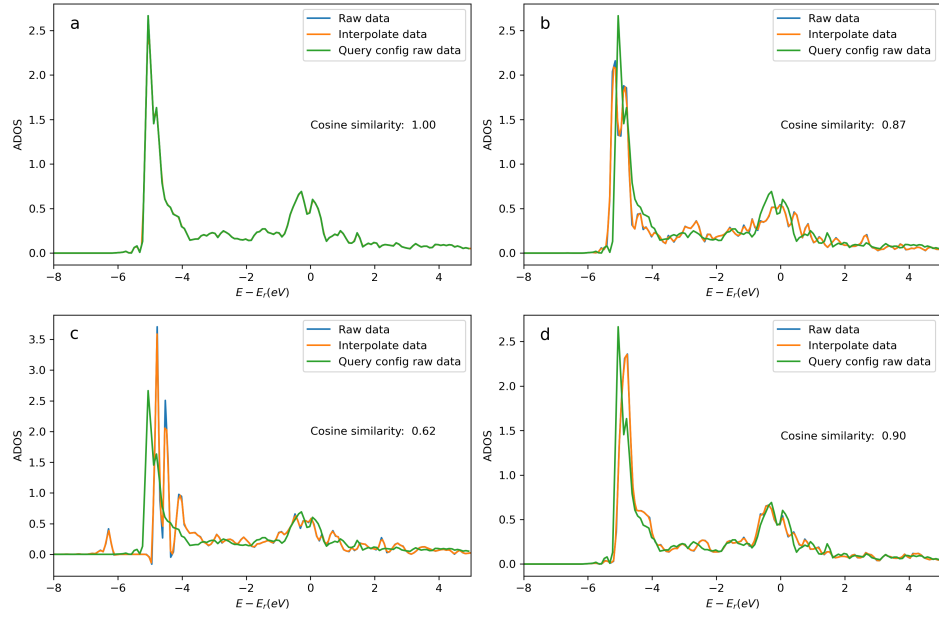 a
Raw data
Interpolate data
Query config raw data
Cosine similarity: 1.00
ADOS
2.5
2.0
1.5
1.0
0.5
0.0
−8 −6 −4 −2 0 2 4
E − E_r(eV)
b
Raw data
Interpolate data
Query config raw data
Cosine similarity: 0.87
ADOS
2.5
2.0
1.5
1.0
0.5
0.0
−8 −6 −4 −2 0 2 4
E − E_r(eV)
c
Raw data
Interpolate data
Query config raw data
Cosine similarity: 0.62
ADOS
3.5
3.0
2.5
2.0
1.5
1.0
0.5
0.0
−8 −6 −4 −2 0 2 4
E − E_r(eV)
d
Raw data
Interpolate data
Query config raw data
Cosine similarity: 0.90
ADOS
2.5
2.0
1.5
1.0
0.5
0.0
−8 −6 −4 −2 0 2 4
E − E_r(eV)